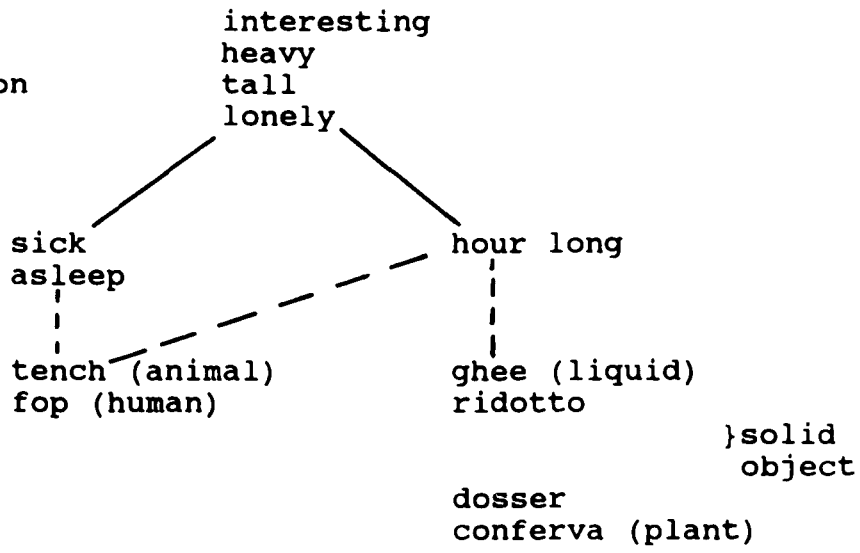 interesting
heavy
on tall
lonely
sick hour long
asleep
tench (animal) ghee (liquid)
fop (human) ridotto
}solid
object
dosser
conferva (plant)